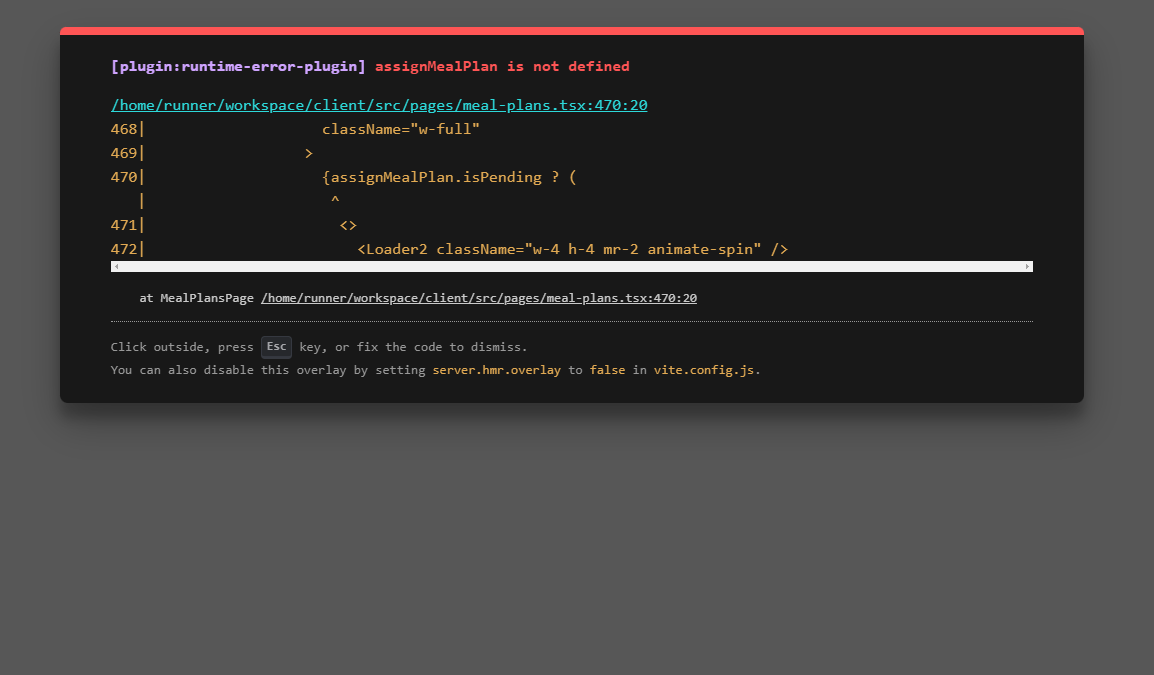 [plugin:runtime-error-plugin] assignMealPlan is not defined
/home/runner/workspace/client/src/pages/meal-plans.tsx:470:20
468|                    className="w-full"
469|                  >
470|                    {assignMealPlan.isPending ? (
   |                     ^
471|                      <>
472|                        <Loader2 className="w-4 h-4 mr-2 animate-spin" />
at MealPlansPage /home/runner/workspace/client/src/pages/meal-plans.tsx:470:20
Click outside, press Esc key, or fix the code to dismiss.
You can also disable this overlay by setting server.hmr.overlay to false in vite.config.js.